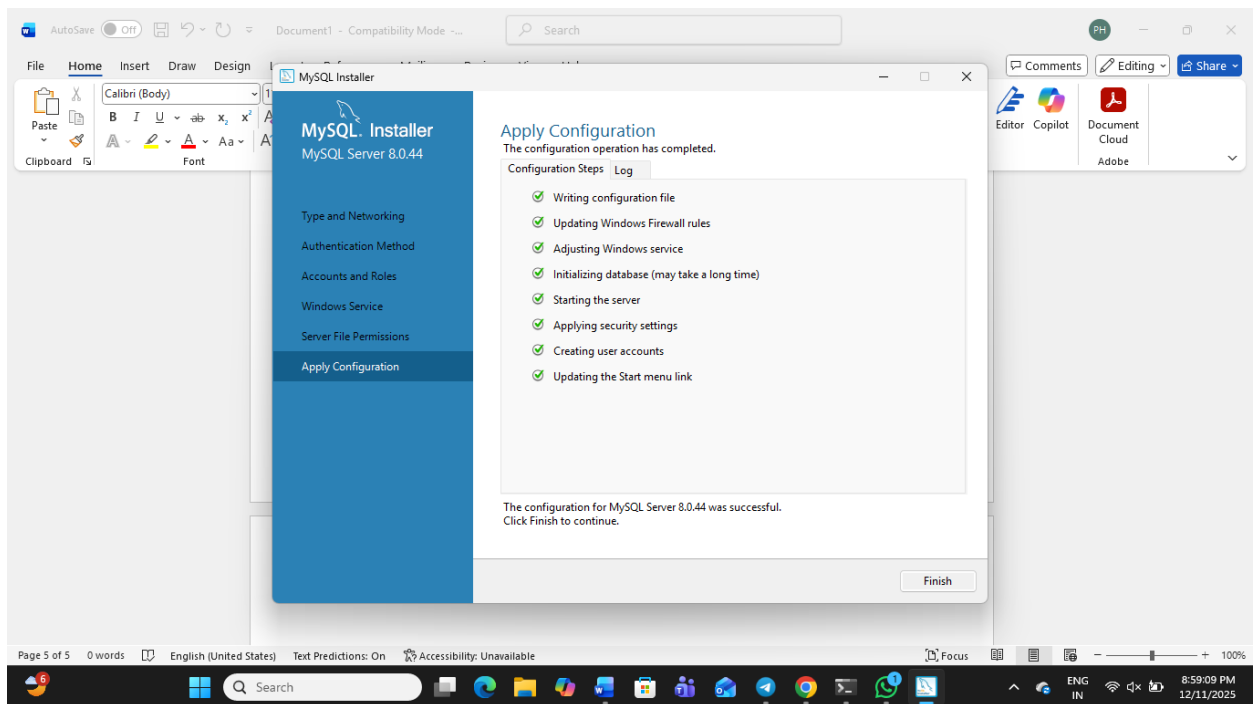 AutoSave Off Document1 - Compatibility Mode -... Search PH
File Home Insert Draw Design Comments Editing Share
Calibri (Body)
Paste B I U ab x₂ x² A
Aa A
Clipboard Font
Editor Copilot Document Cloud
Adobe
MySQL Installer
MySQL. Installer
MySQL Server 8.0.44
Type and Networking
Authentication Method
Accounts and Roles
Windows Service
Server File Permissions
Apply Configuration
Apply Configuration
The configuration operation has completed.
Configuration Steps Log
Writing configuration file
Updating Windows Firewall rules
Adjusting Windows service
Initializing database (may take a long time)
Starting the server
Applying security settings
Creating user accounts
Updating the Start menu link
The configuration for MySQL Server 8.0.44 was successful.
Click Finish to continue.
Finish
Page 5 of 5 0 words English (United States) Text Predictions: On Accessibility: Unavailable Focus 100%
6 Search 1 ENG 8:59:09 PM
IN 12/11/2025